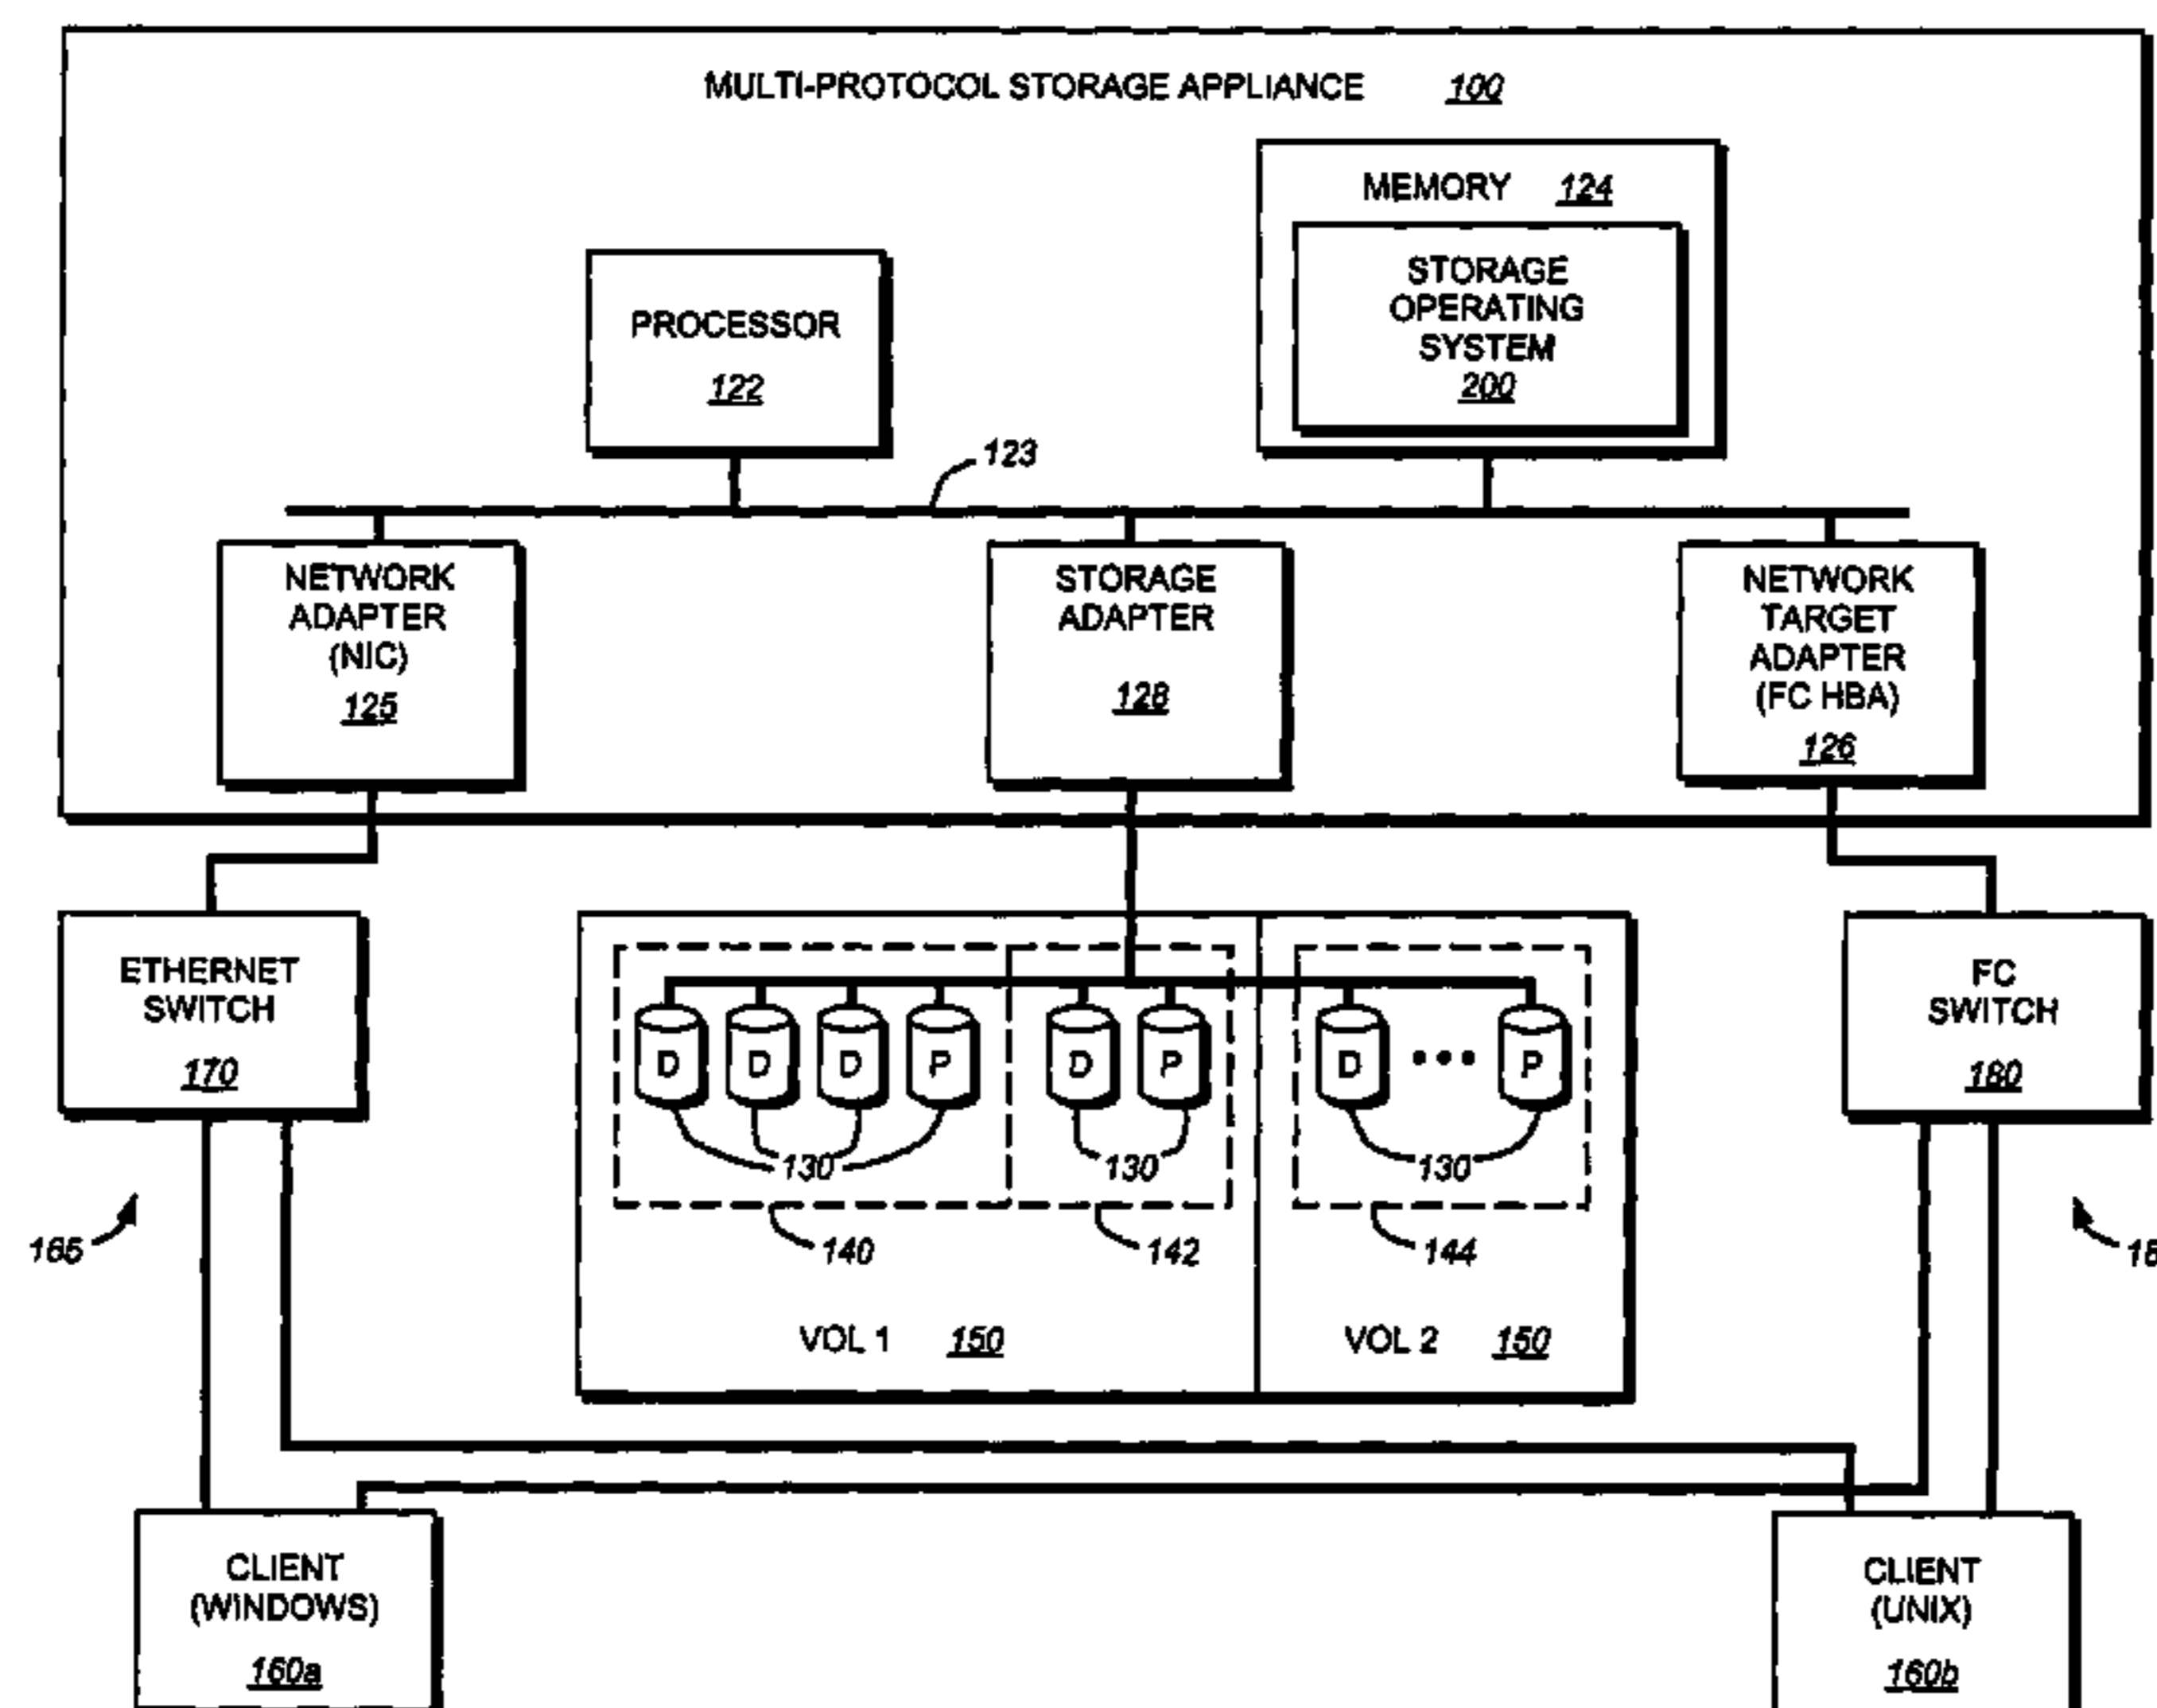 MULTI-PROTOCOL STORAGE APPLIANCE 100
MEMORY 124
STORAGE
OPERATING
SYSTEM
200
PROCESSOR
122
123
NETWORK
ADAPTER
(NIC)
125
STORAGE
ADAPTER
128
NETWORK
TARGET
ADAPTER
(FC HBA)
126
ETHERNET
SWITCH
170
D D D P D P D ••• P
130 130 130
140 142 144
VOL 1 150 VOL 2 150
FC
SWITCH
180
165
CLIENT
(WINDOWS)
160a
CLIENT
(UNIX)
160b